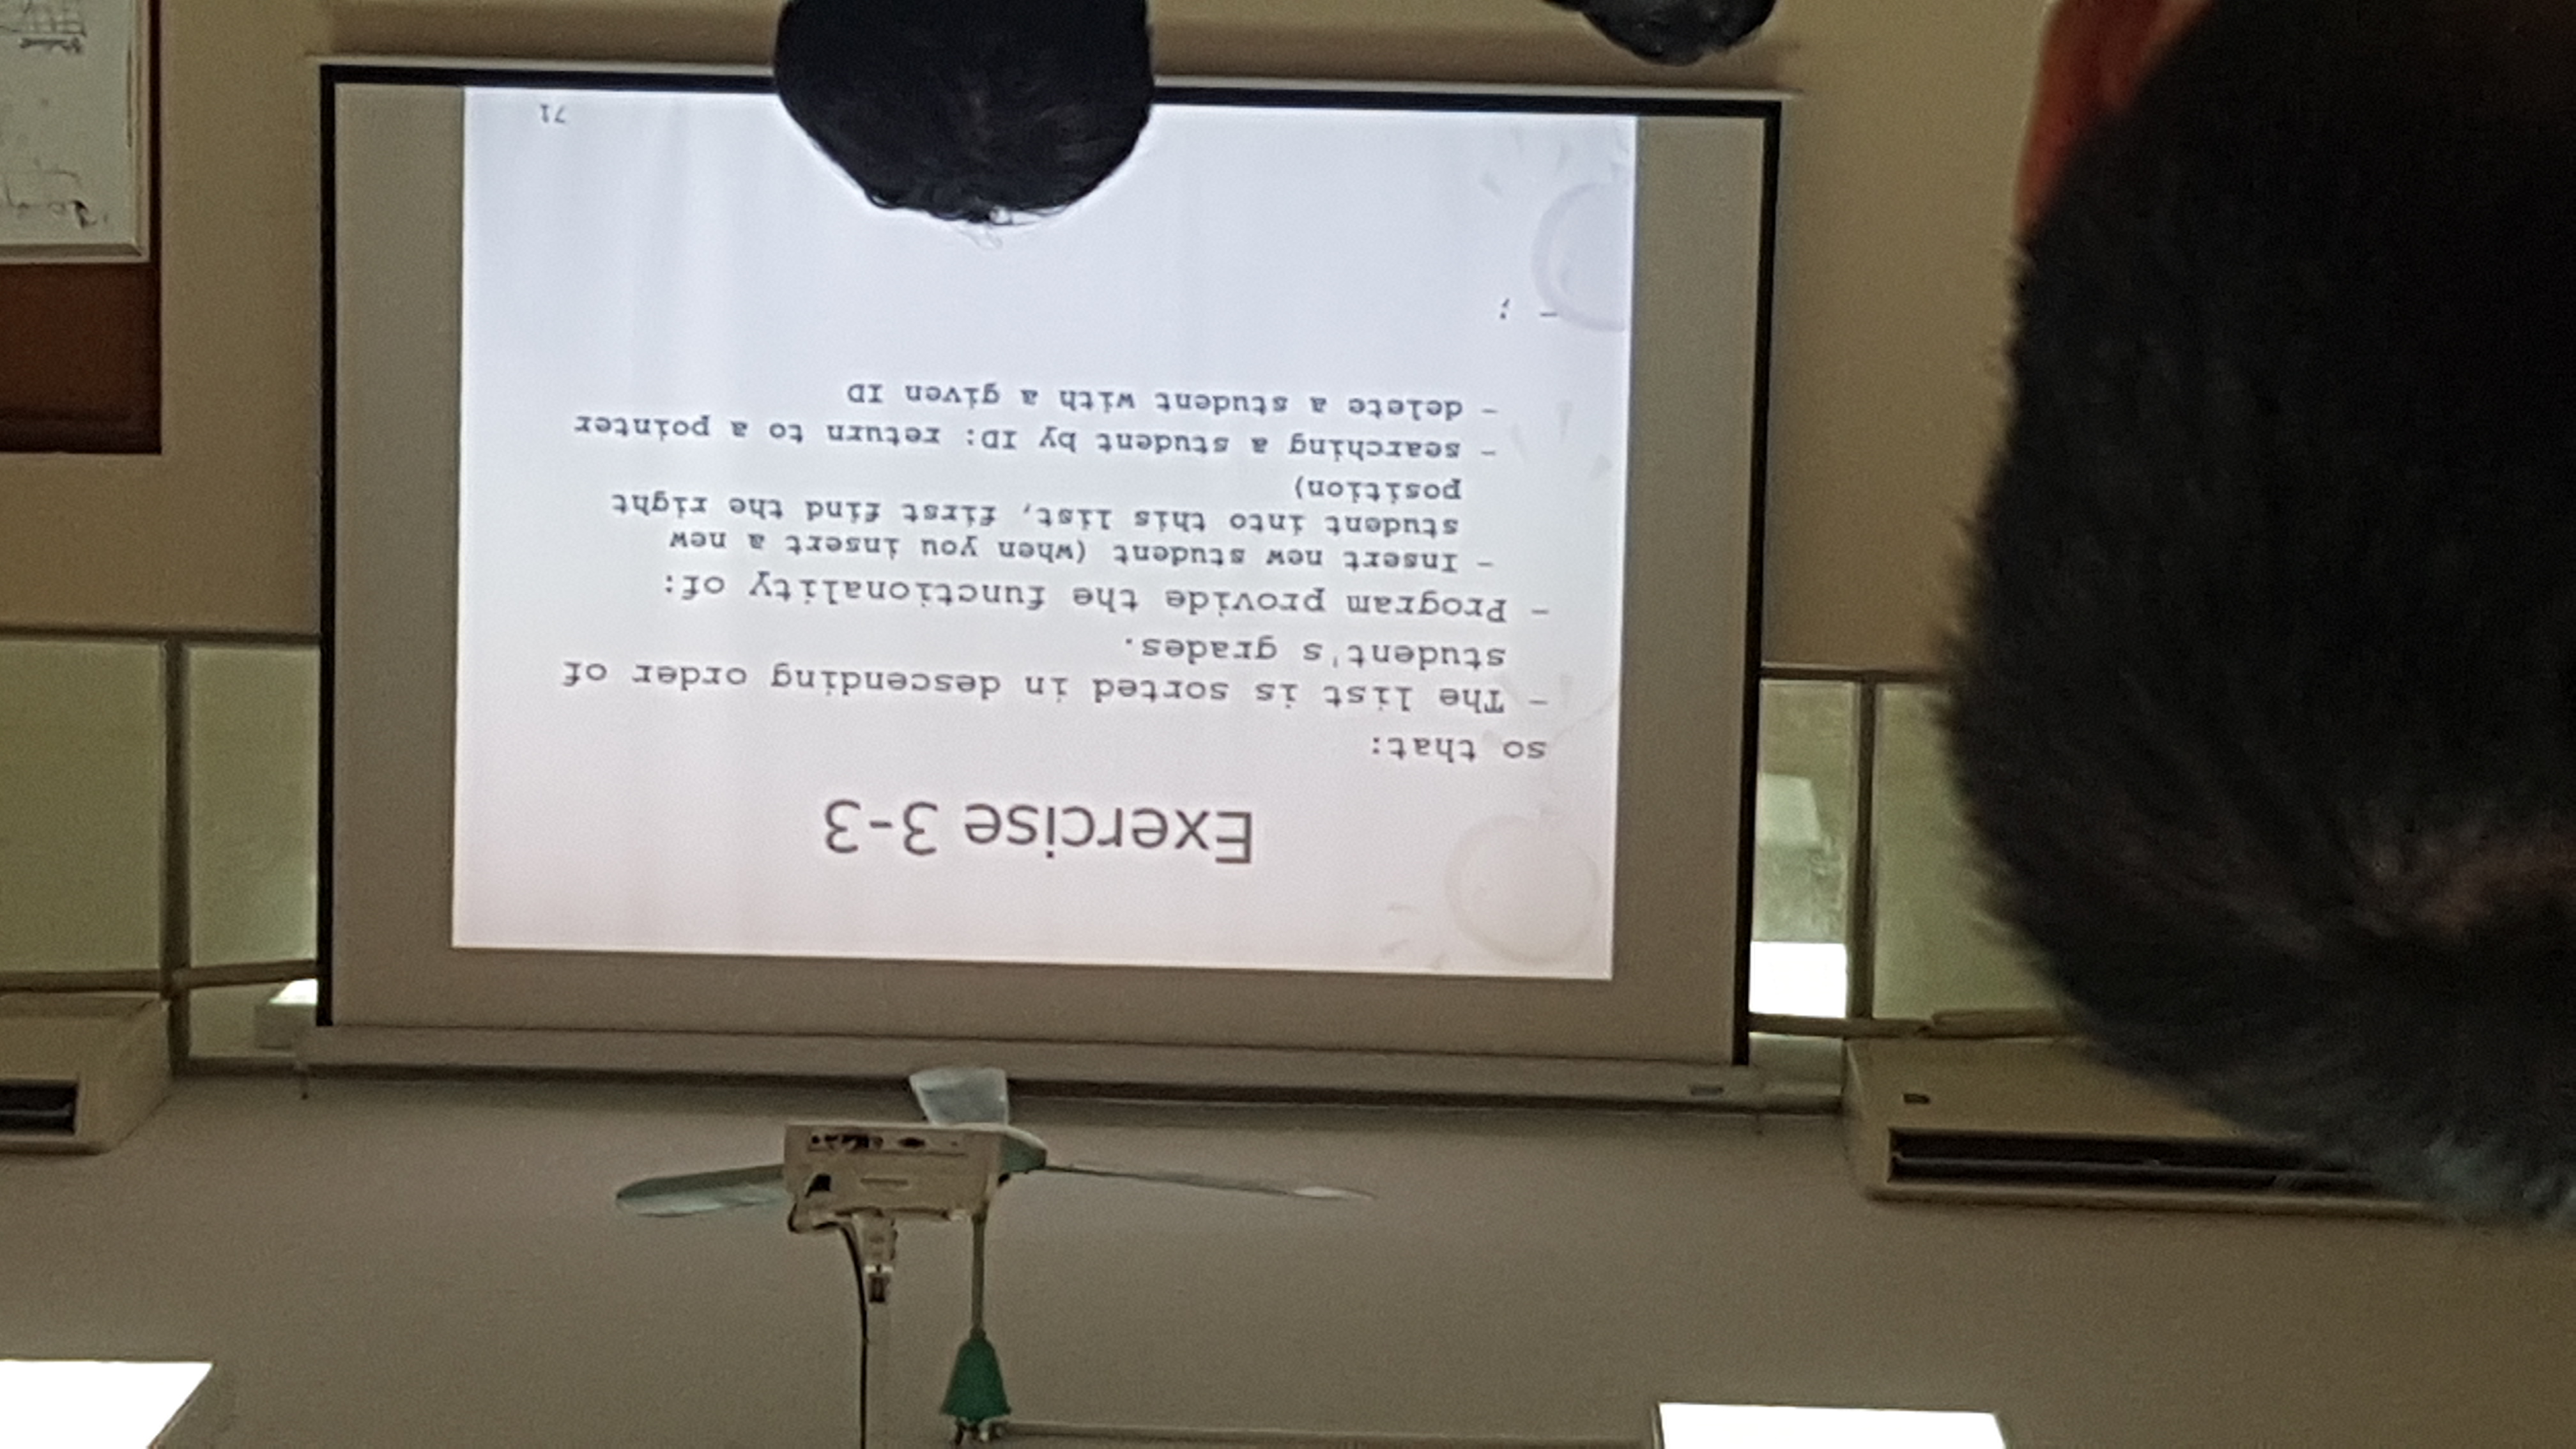 Exercise 3-3
so that:
- The list is sorted in descending order of
student's grades.
- Program provide the functionality of:
- Insert new student (when you insert a new
student into this list, first find the right
position)
- searching a student by ID: return to a pointer
- delete a student with a given ID
- ;
71